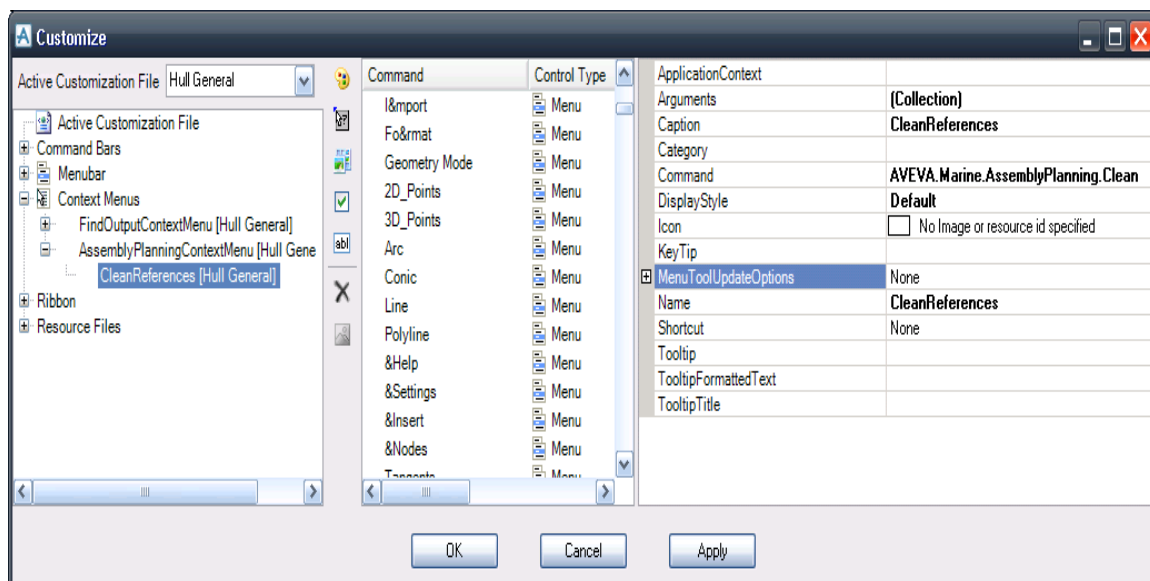 Customize
Active Customization File Hull General
Active Customization File
Command Bars
Menubar
Context Menus
FindOutputContextMenu [Hull General]
AssemblyPlanningContextMenu [Hull Gene
CleanReferences [Hull General]
Ribbon
Resource Files
abl
Command Control Type
I&mport Menu
Fo&rmat Menu
Geometry Mode Menu
2D_Points Menu
3D_Points Menu
Arc Menu
Conic Menu
Line Menu
Polyline Menu
&Help Menu
&Settings Menu
&Insert Menu
&Nodes Menu
Tangents Menu
ApplicationContext
Arguments (Collection)
Caption CleanReferences
Category
Command AVEVA.Marine.AssemblyPlanning.Clean
DisplayStyle Default
Icon No Image or resource id specified
KeyTip
MenuToolUpdateOptions None
Name CleanReferences
Shortcut None
Tooltip
TooltipFormattedText
TooltipTitle
OK Cancel Apply